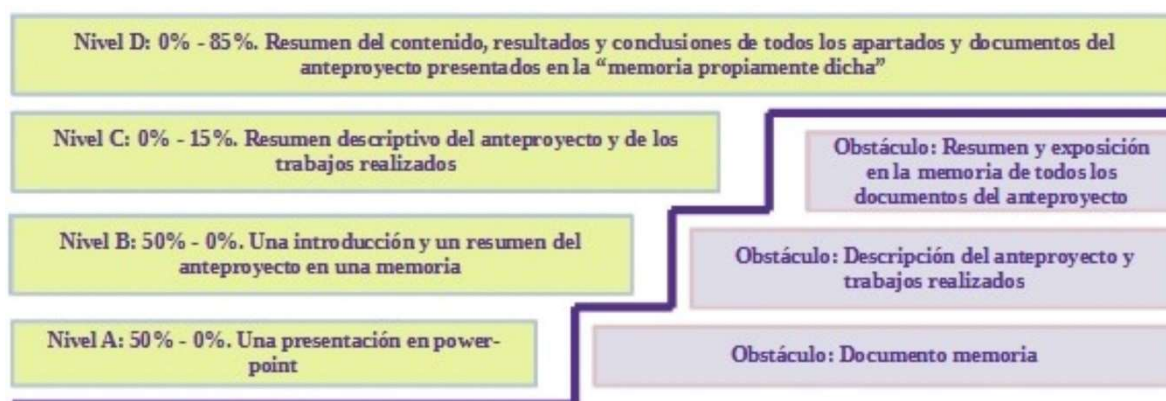 Nivel D: 0% - 85%. Resumen del contenido, resultados y conclusiones de todos los apartados y documentos del
anteproyecto presentados en la “memoria propiamente dicha”
Nivel C: 0% - 15%. Resumen descriptivo del anteproyecto y de los
trabajos realizados
Obstáculo: Resumen y exposición
en la memoria de todos los
documentos del anteproyecto
Nivel B: 50% - 0%. Una introducción y un resumen del
anteproyecto en una memoria
Obstáculo: Descripción del anteproyecto y
trabajos realizados
Nivel A: 50% - 0%. Una presentación en power-
point
Obstáculo: Documento memoria